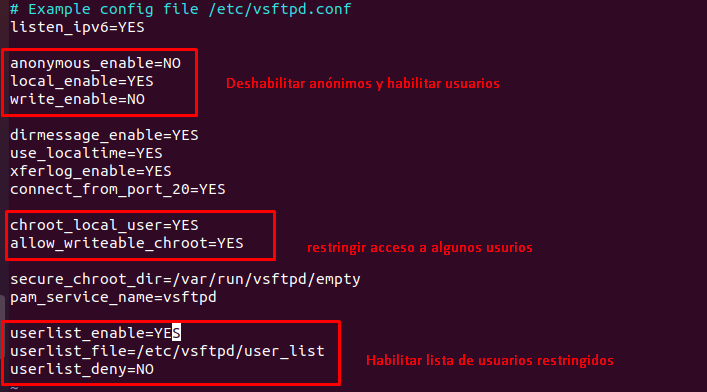 # Example config file /etc/vsftpd.conf
listen_ipv6=YES
anonymous_enable=NO
local_enable=YES
write_enable=NO
Deshabilitar anónimos y habilitar usuarios
dirmessage_enable=YES
use_localtime=YES
xferlog_enable=YES
connect_from_port_20=YES
chroot_local_user=YES
allow_writeable_chroot=YES
restringir acceso a algunos usurios
secure_chroot_dir=/var/run/vsftpd/empty
pam_service_name=vsftpd
userlist_enable=YES
userlist_file=/etc/vsftpd/user_list
userlist_deny=NO
Habilitar lista de usuarios restringidos
~